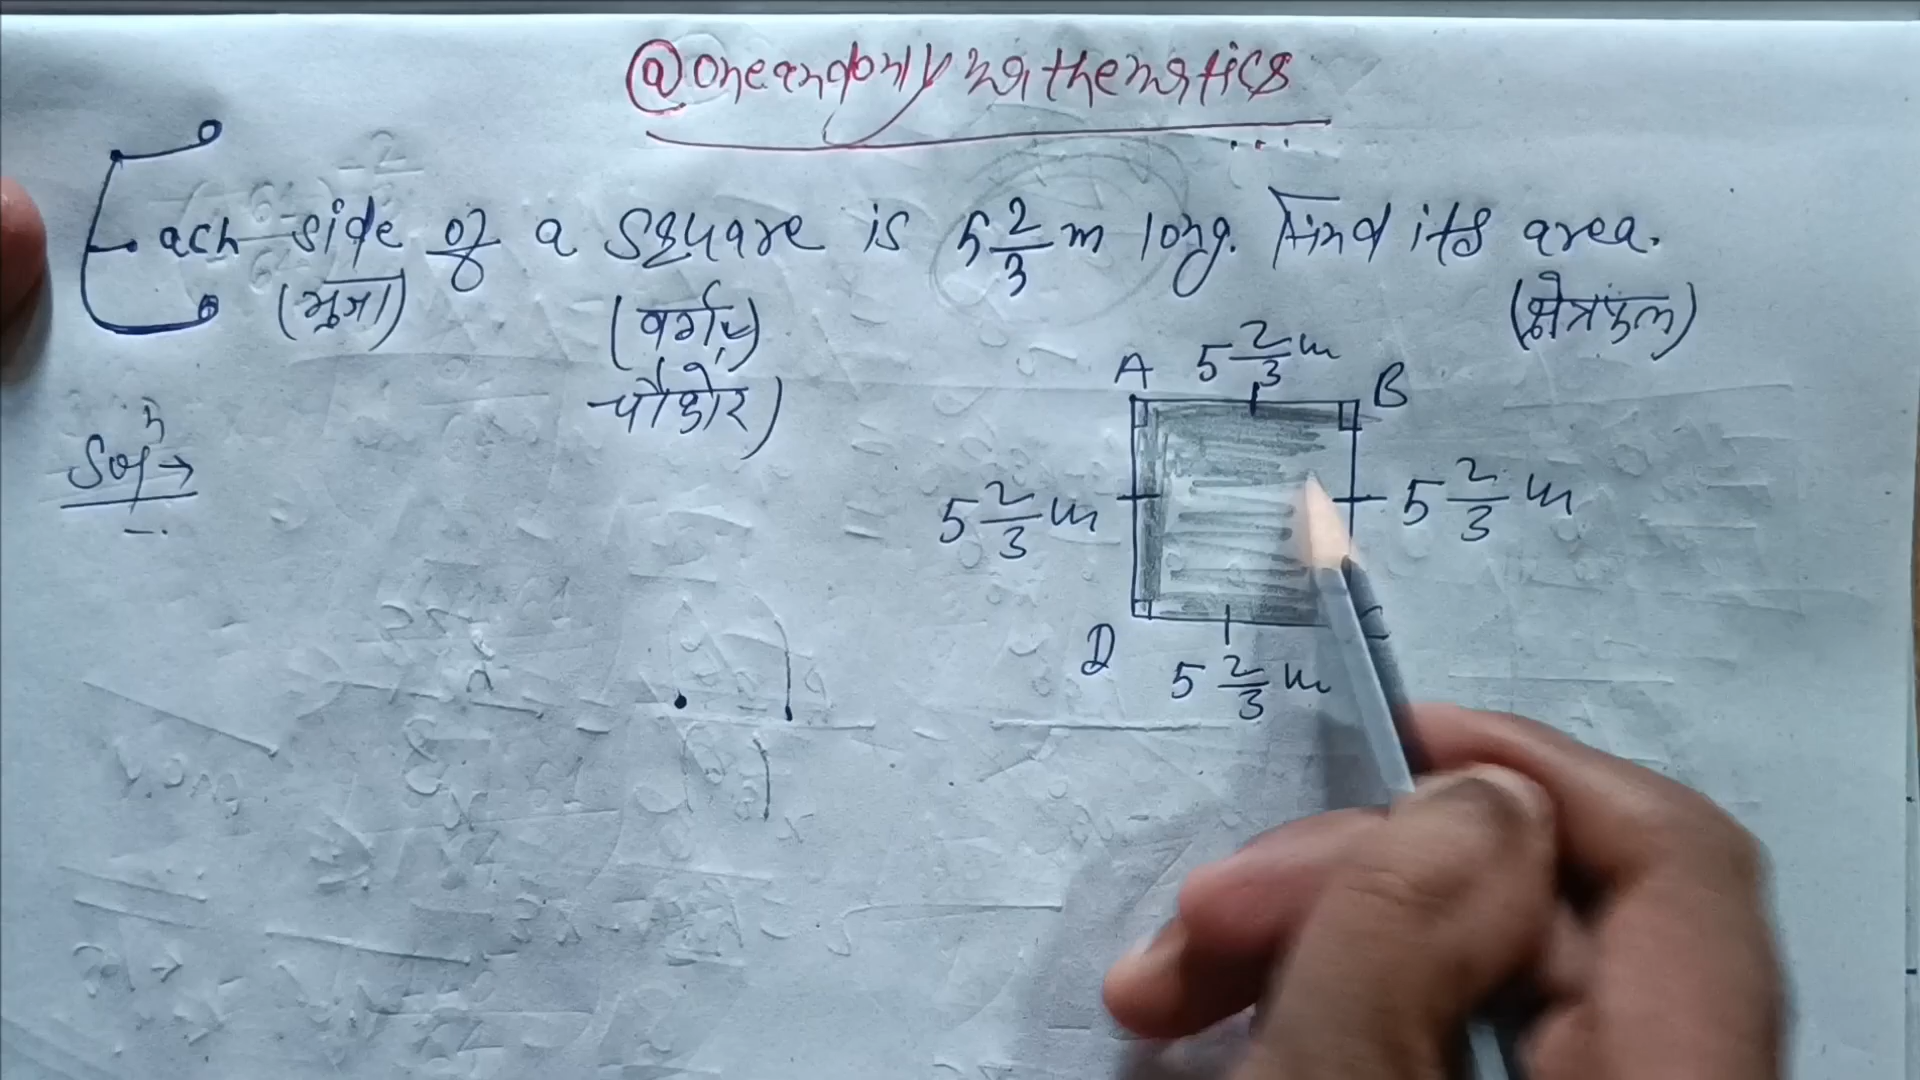 @oneandonlymathematics
Each side of a square is 5 2/3 m long. Find its area.
(भुजा) (वर्ग, (क्षेत्रफल)
चौकोर)
Solⁿ→
A 5 2/3 m B
5 2/3 m 5 2/3 m
D 5 2/3 m C